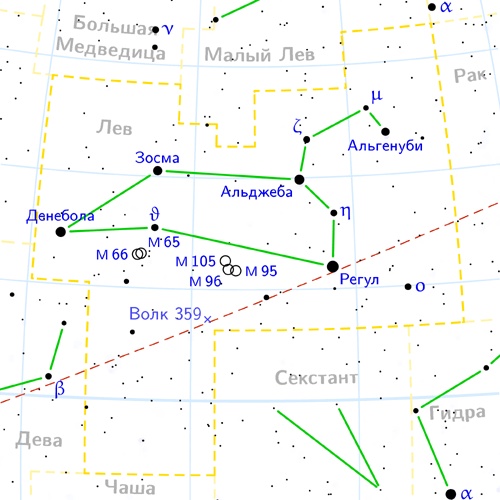 Большая
Медведица
ν
Малый Лев
α
Рак
Лев
μ
ζ
Альгенуби
Зосма
Альджеба
Денебола
ϑ
η
M 65
M 66
M 105
M 95
M 96
Регул
ο
Волк 359
Секстант
β
Гидра
Дева
Чаша
α